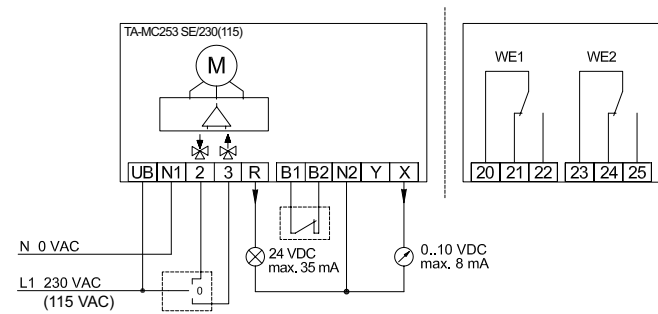 TA-MC253 SE/230(115)
M
UB N1 2 3 R B1 B2 N2 Y X
N 0 VAC
L1 230 VAC
(115 VAC)
0
24 VDC
max. 35 mA
0..10 VDC
max. 8 mA
WE1 WE2
20 21 22 23 24 25